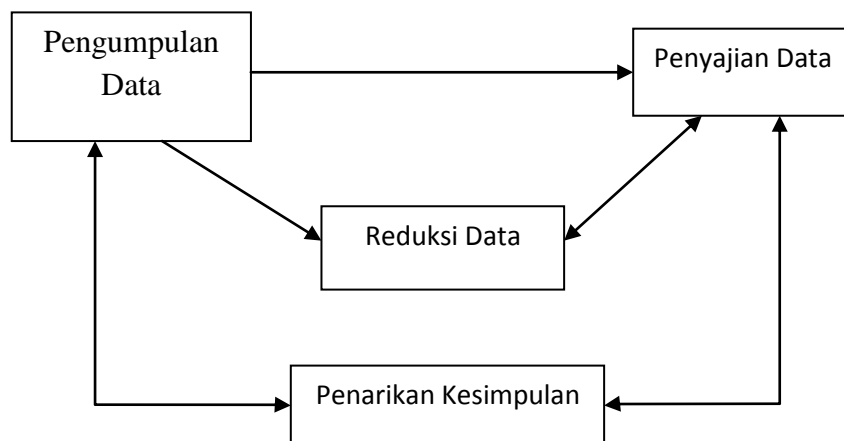 Pengumpulan
Data
Penyajian Data
Reduksi Data
Penarikan Kesimpulan